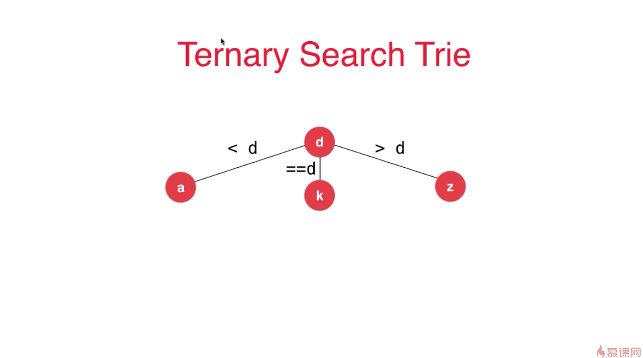 Ternary Search Trie
d
< d
> d
==d
a
k
z
慕课网